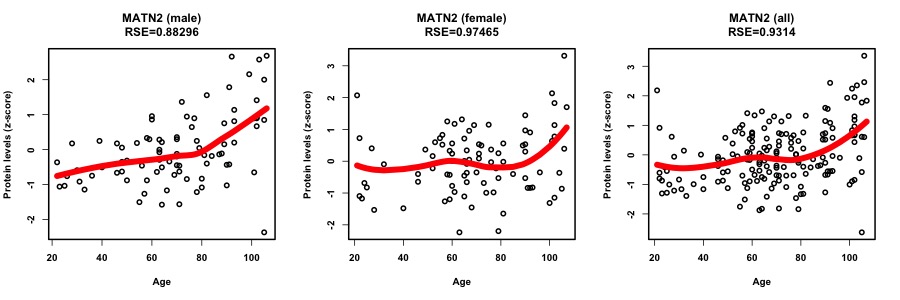 MATN2 (male)
RSE=0.88296
Protein levels (z-score)
2
1
0
-1
-2
20 40 60 80 100
Age
MATN2 (female)
RSE=0.97465
Protein levels (z-score)
3
2
1
0
-1
-2
20 40 60 80 100
Age
MATN2 (all)
RSE=0.9314
Protein levels (z-score)
3
2
1
0
-1
-2
20 40 60 80 100
Age